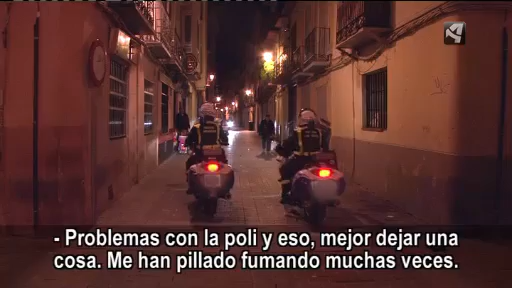 - Problemas con la poli y eso, mejor dejar una
cosa. Me han pillado fumando muchas veces.